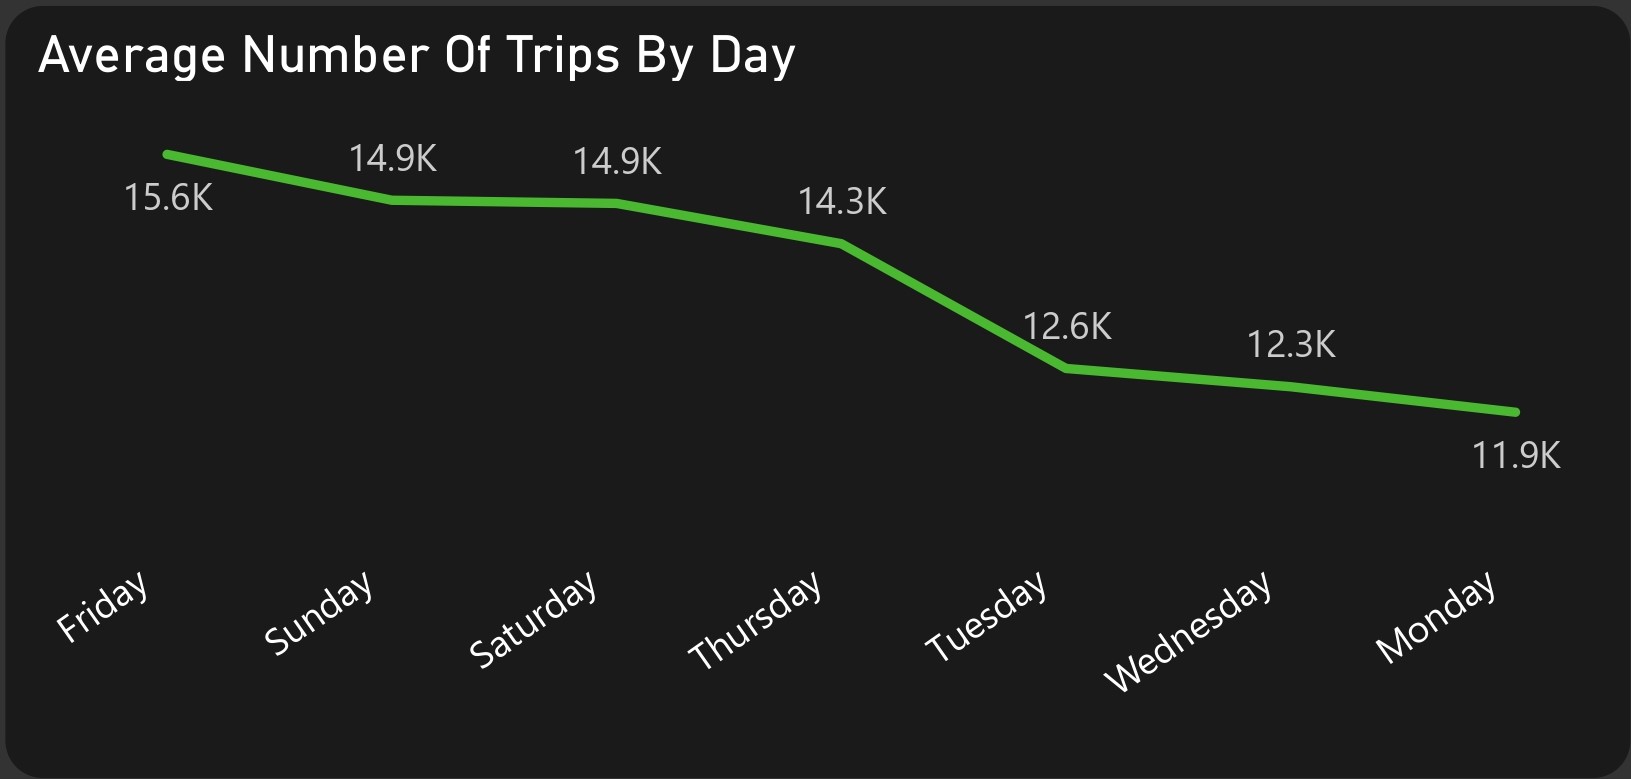 Average Number Of Trips By Day
15.6K
14.9K
14.9K
14.3K
12.6K
12.3K
11.9K
Friday
Sunday
Saturday
Thursday
Tuesday
Wednesday
Monday